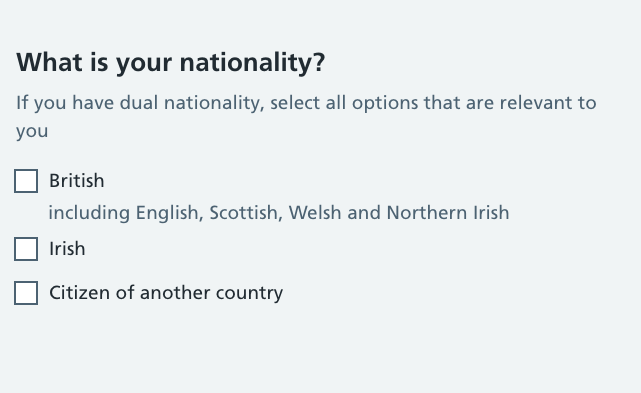 What is your nationality?
If you have dual nationality, select all options that are relevant to
you
British
including English, Scottish, Welsh and Northern Irish
Irish
Citizen of another country